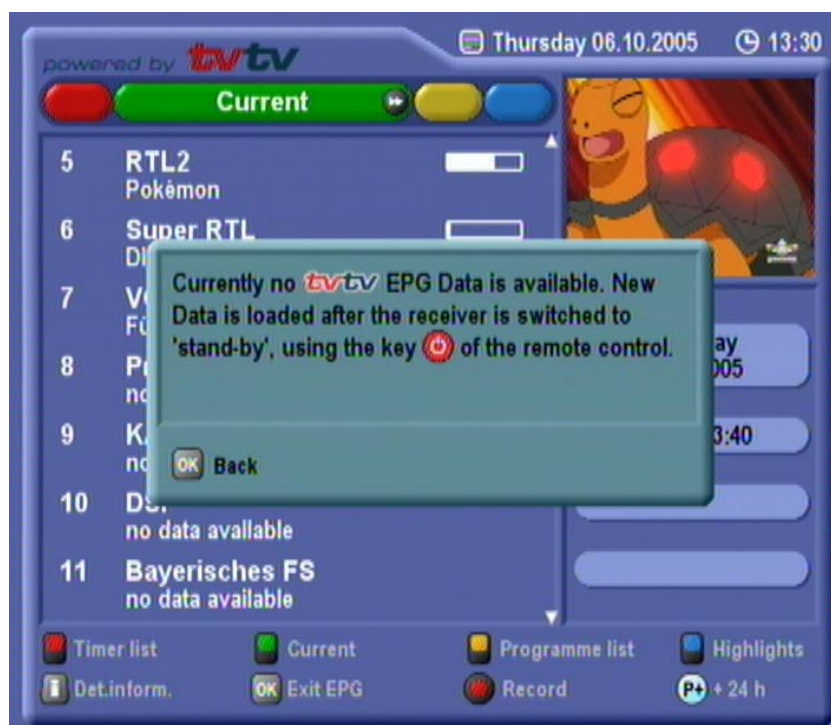 powered by tvtv
Thursday 06.10.2005 13:30
Current
5 RTL2
Pokèmon
6 Super RTL
7
8
9
10
no data available
11 Bayerisches FS
no data available
Currently no tvtv EPG Data is available. New
Data is loaded after the receiver is switched to
'stand-by', using the key of the remote control.
OK Back
3:40
Timer list Current Programme list Highlights
Det.inform. OK Exit EPG Record P+ + 24 h